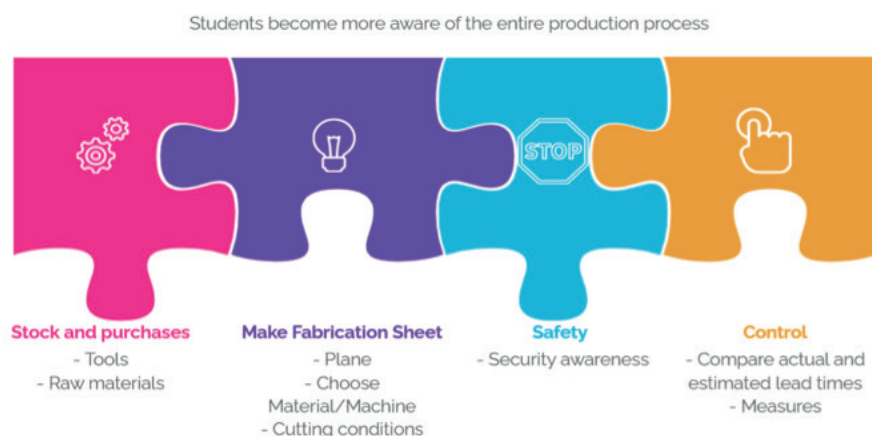 Students become more aware of the entire production process
STOP
Stock and purchases
- Tools
- Raw materials
Make Fabrication Sheet
- Plane
- Choose
Material/Machine
- Cutting conditions
Safety
- Security awareness
Control
- Compare actual and
estimated lead times
- Measures